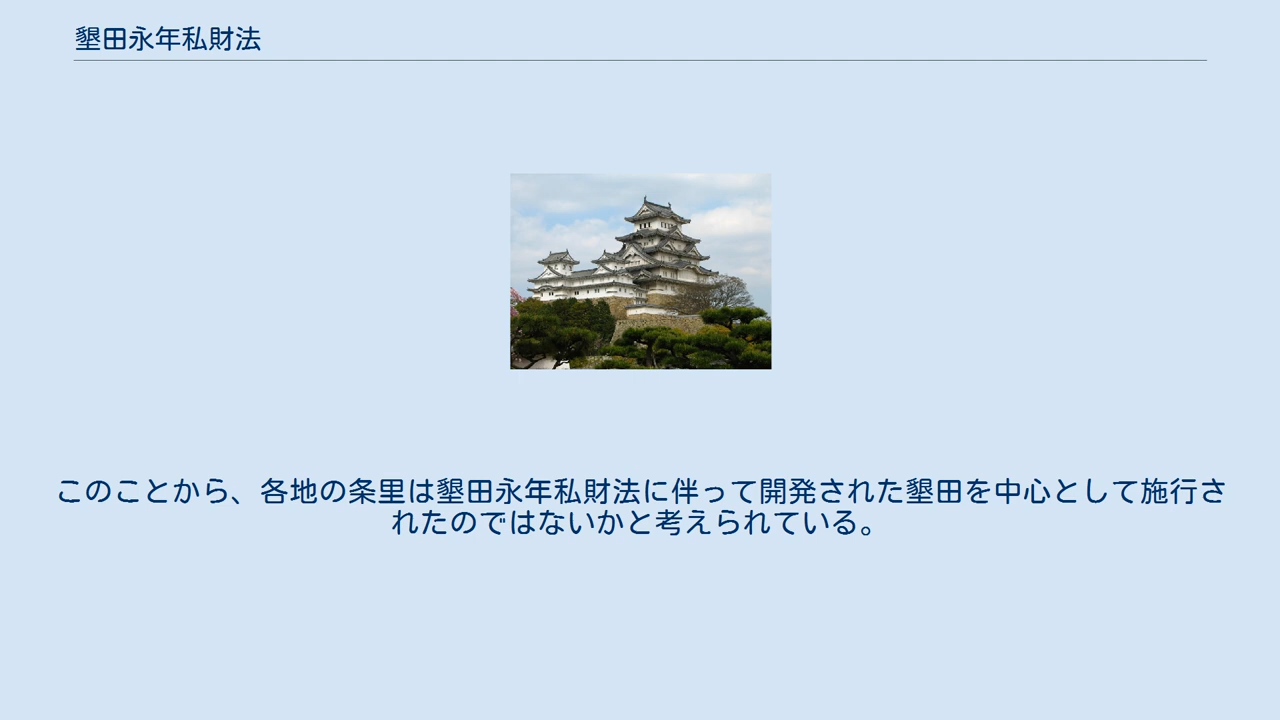 墾田永年私財法
このことから、各地の条里は墾田永年私財法に伴って開発された墾田を中心として施行さ
れたのではないかと考えられている。